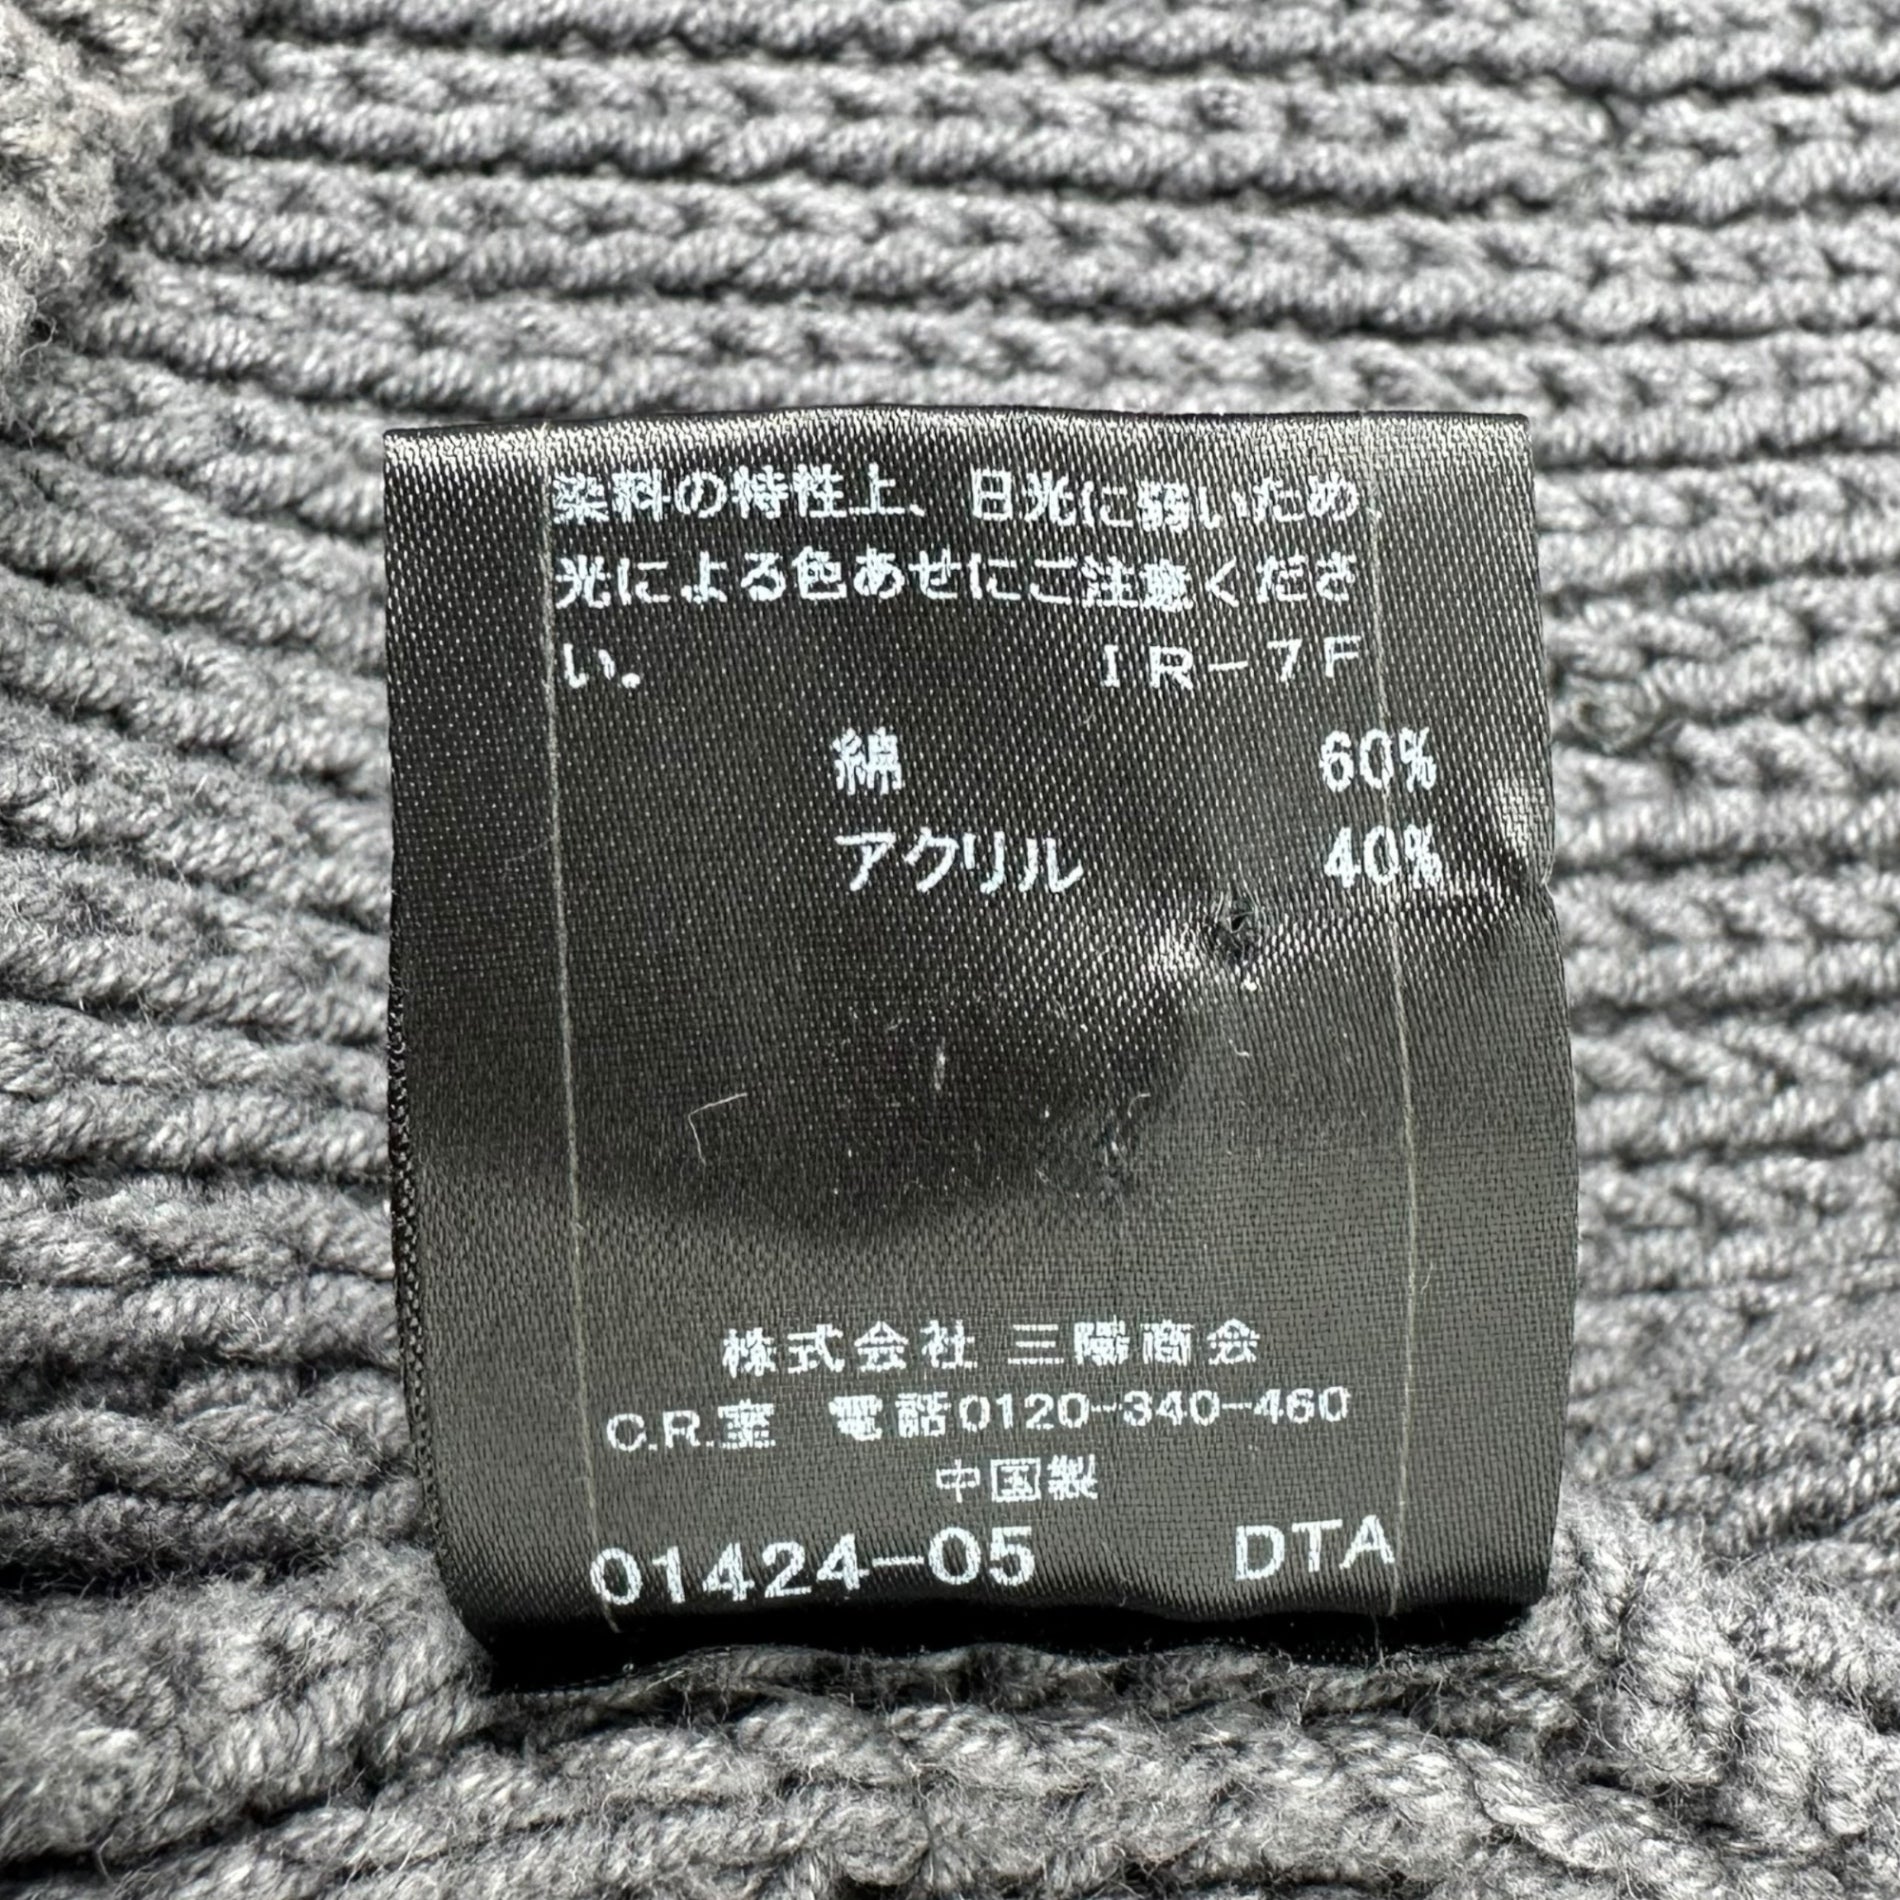 染料の特性上、日光に弱いため、
光による色あせにご注意くださ
い。 IR-7F
綿 60%
アクリル 40%
株式会社 三陽商会
C.R.室 電話0120-340-460
中国製
01424-05 DTA